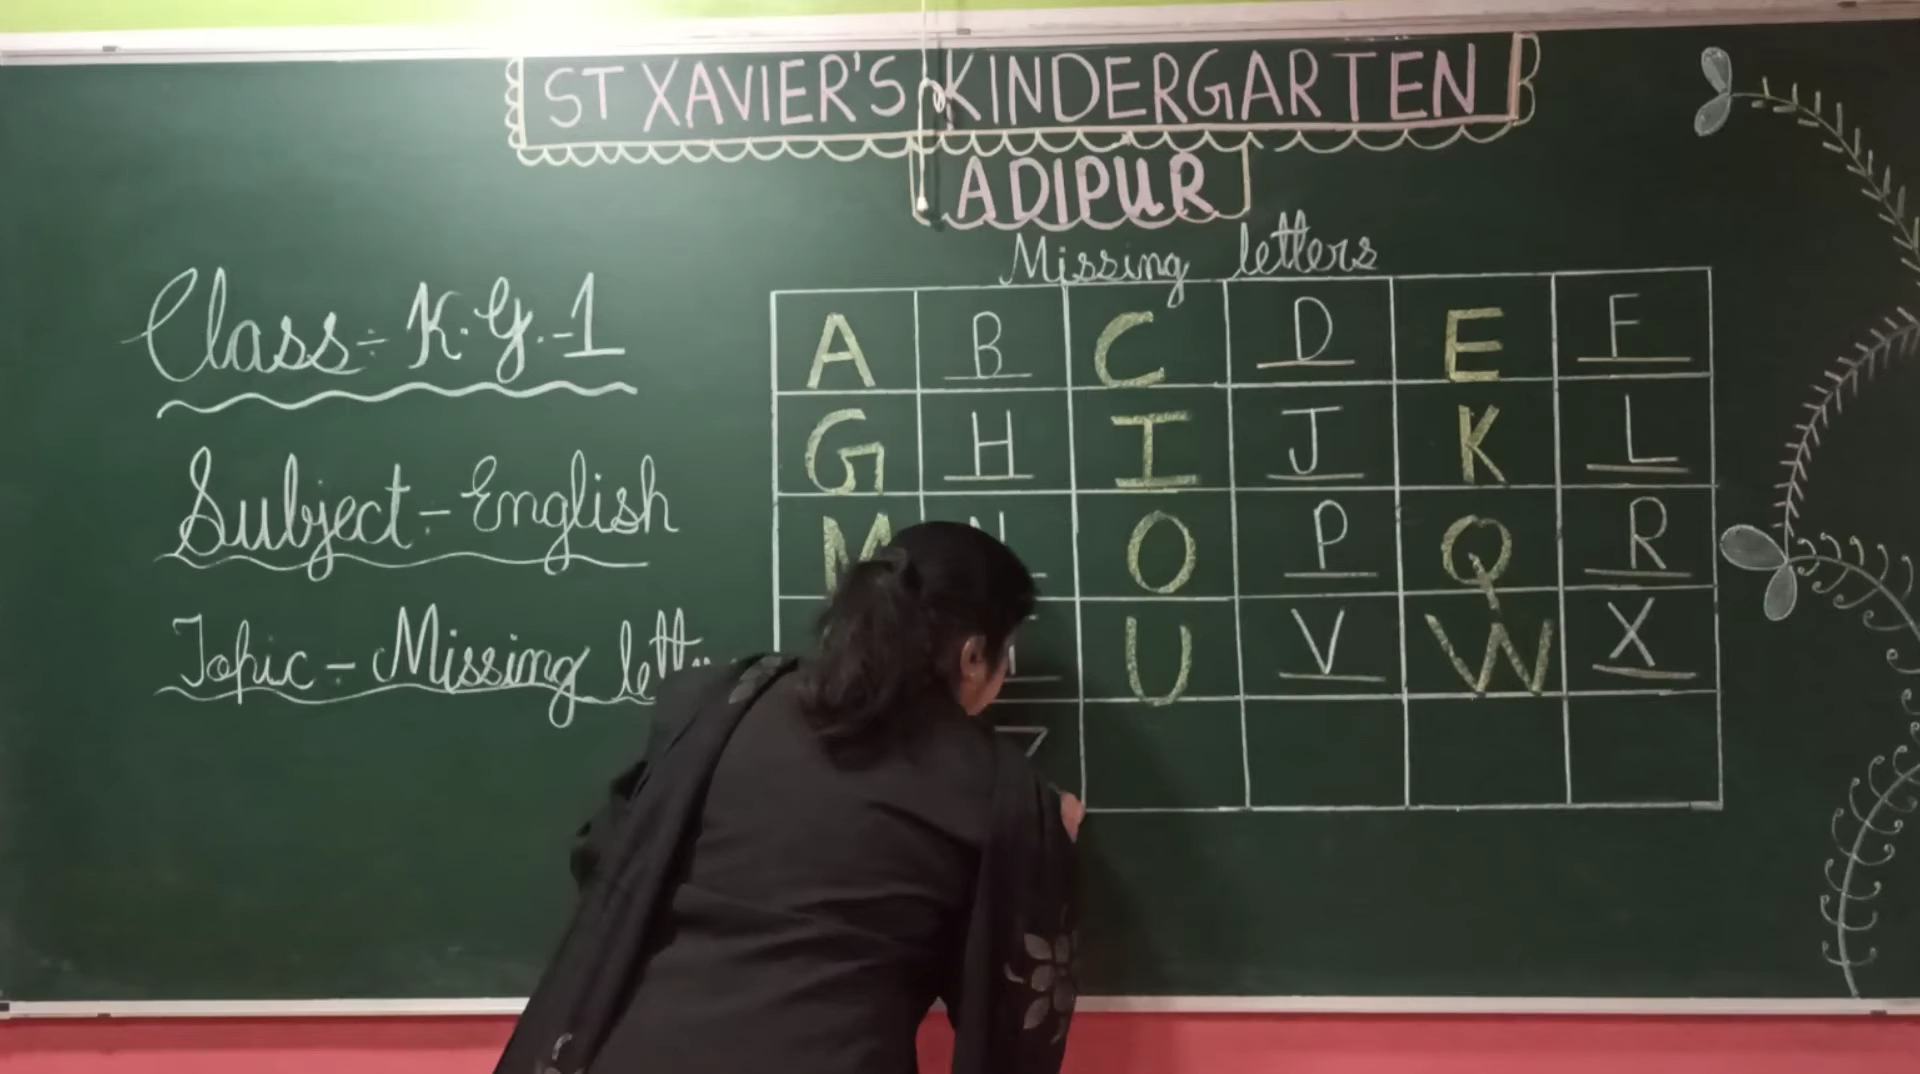 ST XAVIER'S KINDERGARTEN
ADIPUR
Missing letters
Class:- K.G.-1
Subject:- English
Topic:- Missing lett
A B C D E F
G H I J K L
M N O P Q R
U V W X
Z